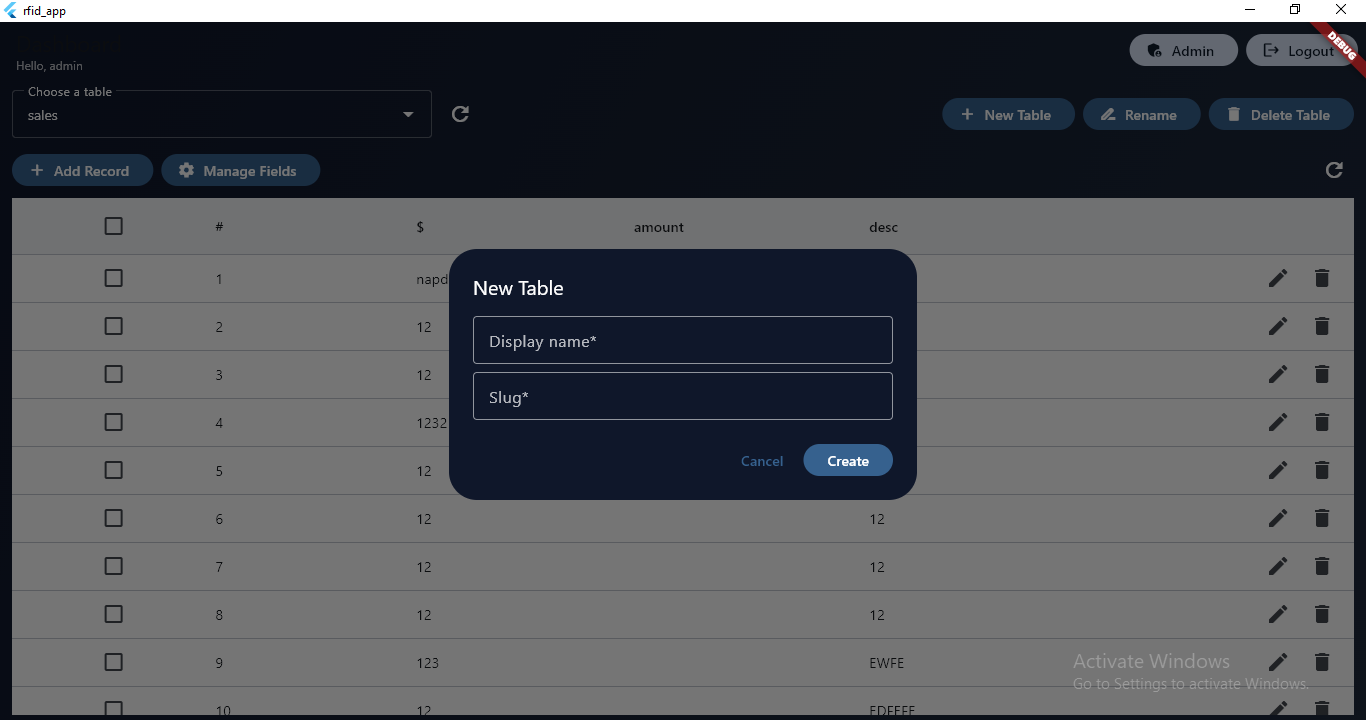 rfid_app
DEBUG
Admin
Logout
Hello, admin
Choose a table
sales
New Table
Rename
Delete Table
Add Record
Manage Fields
# $ amount desc
1 napd
2 12
3 12
4 1232
5 12
6 12 12
7 12 12
8 12 12
9 123 EWFE
10 12 EDFEFE
New Table
Display name*
Slug*
Cancel
Create
Activate Windows
Go to Settings to activate Windows.